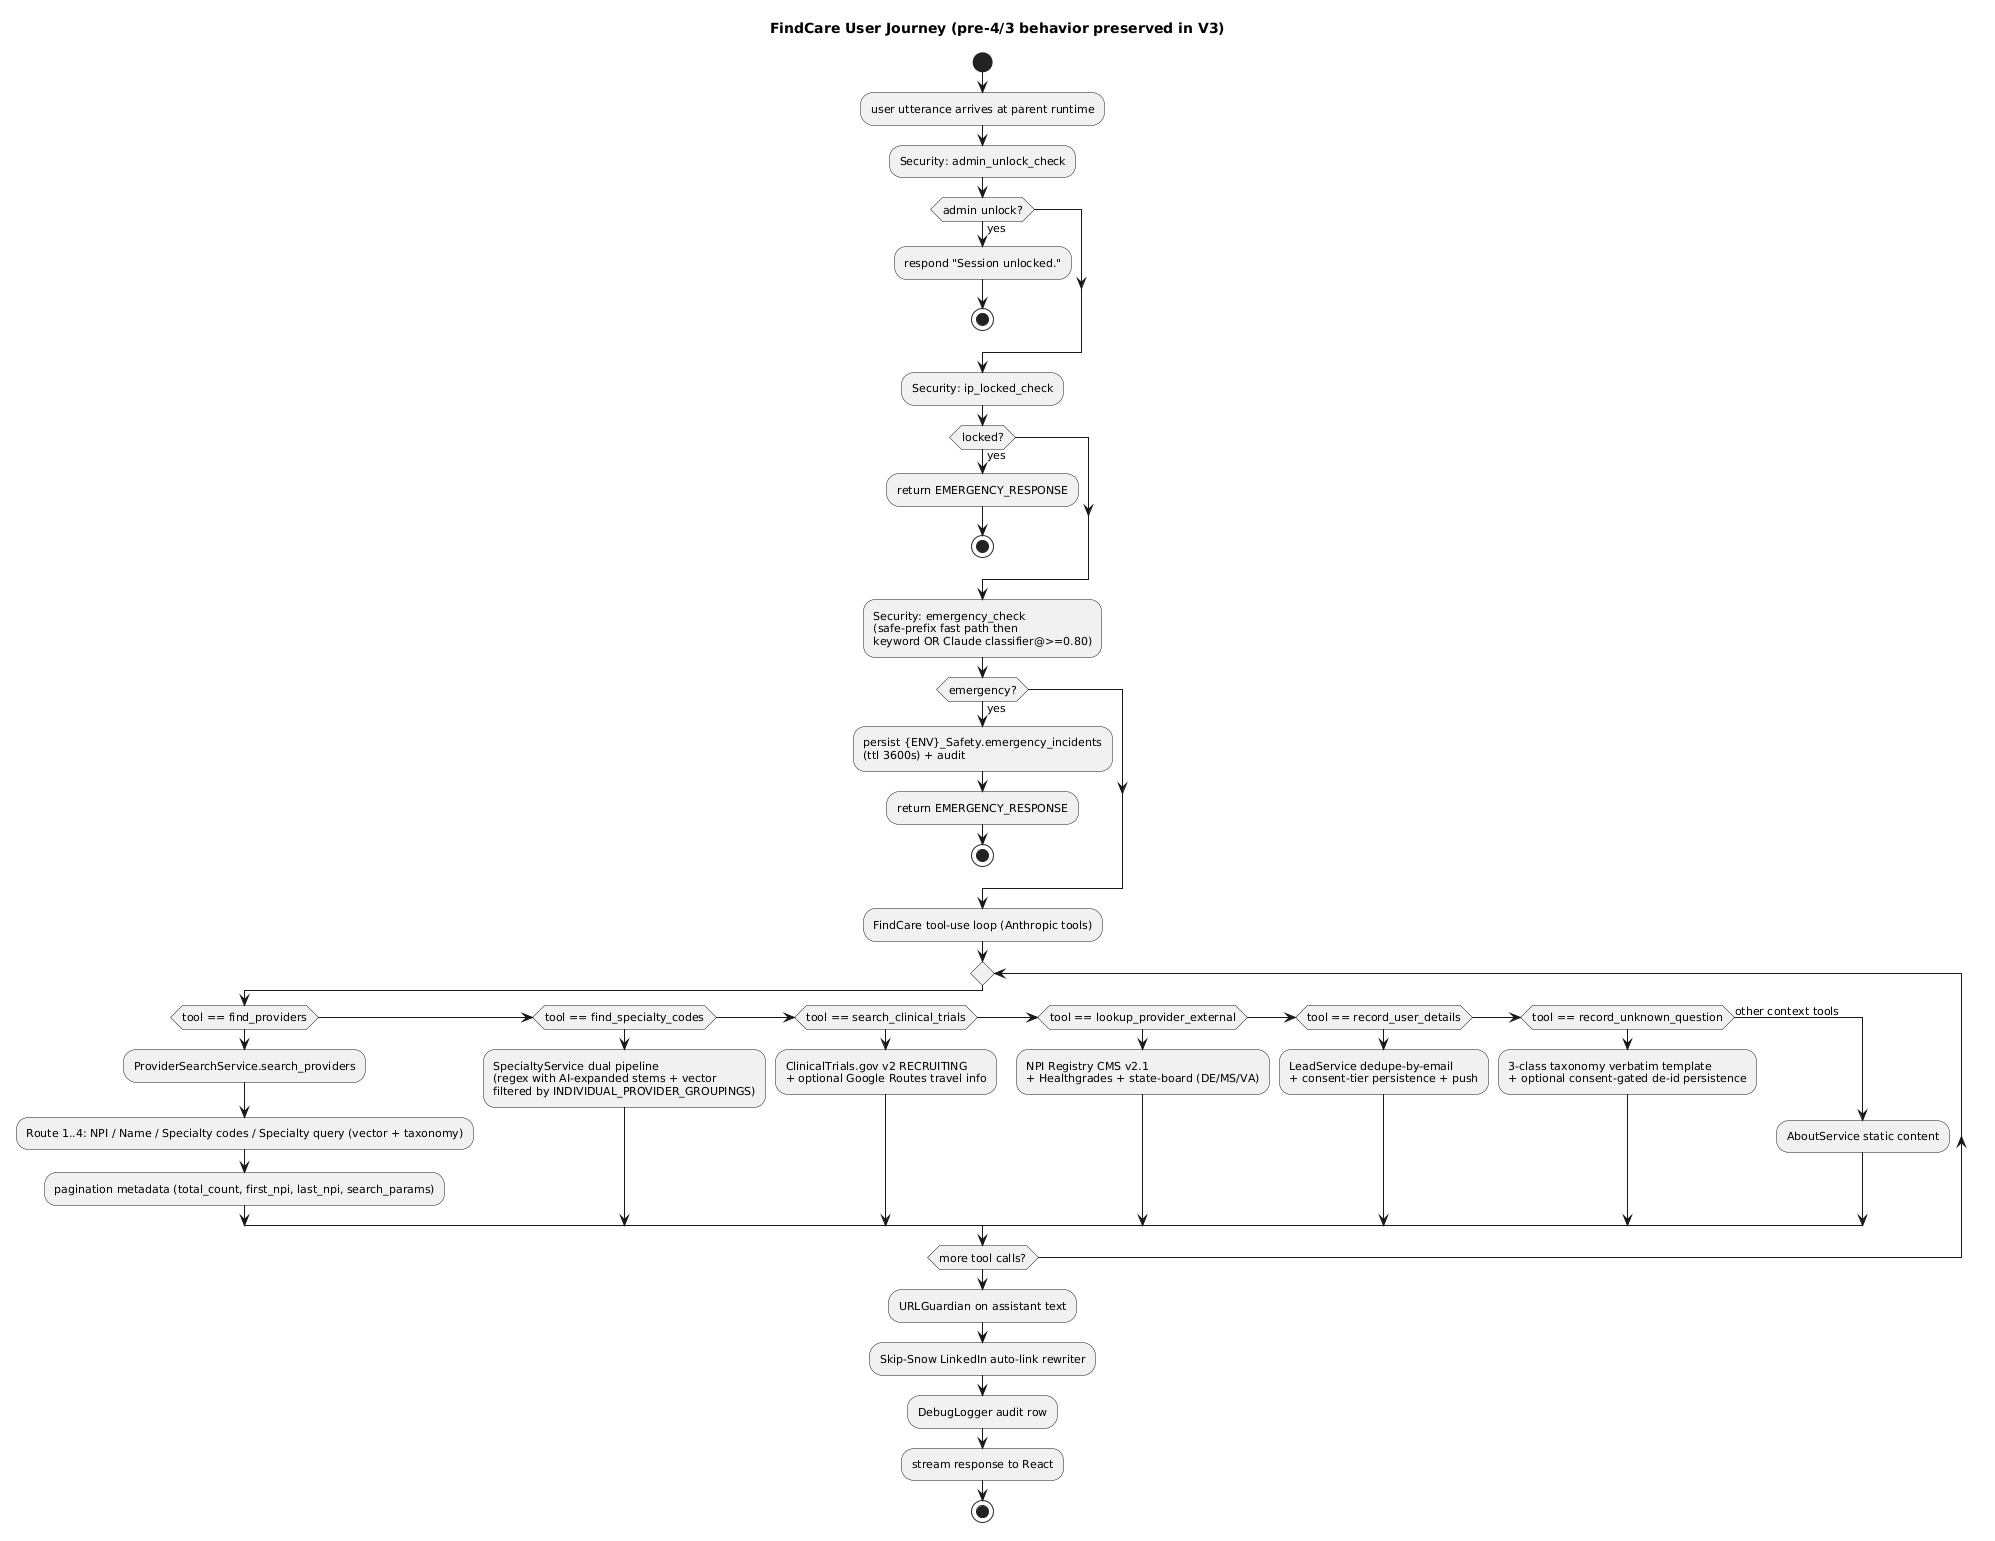 FindCare User Journey (pre-4/3 behavior preserved in V3)
user utterance arrives at parent runtime
Security: admin_unlock_check
admin unlock?
yes
respond "Session unlocked."
Security: ip_locked_check
locked?
yes
return EMERGENCY_RESPONSE
Security: emergency_check
(safe-prefix fast path then
keyword OR Claude classifier@>=0.80)
emergency?
yes
persist {ENV}_Safety.emergency_incidents
(ttl 3600s) + audit
return EMERGENCY_RESPONSE
FindCare tool-use loop (Anthropic tools)
tool == find_providers
tool == find_specialty_codes
tool == search_clinical_trials
tool == lookup_provider_external
tool == record_user_details
tool == record_unknown_question
other context tools
ProviderSearchService.search_providers
Route 1..4: NPI / Name / Specialty codes / Specialty query (vector + taxonomy)
pagination metadata (total_count, first_npi, last_npi, search_params)
SpecialtyService dual pipeline
(regex with AI-expanded stems + vector
filtered by INDIVIDUAL_PROVIDER_GROUPINGS)
ClinicalTrials.gov v2 RECRUITING
+ optional Google Routes travel info
NPI Registry CMS v2.1
+ Healthgrades + state-board (DE/MS/VA)
LeadService dedupe-by-email
+ consent-tier persistence + push
3-class taxonomy verbatim template
+ optional consent-gated de-id persistence
AboutService static content
more tool calls?
URLGuardian on assistant text
Skip-Snow LinkedIn auto-link rewriter
DebugLogger audit row
stream response to React